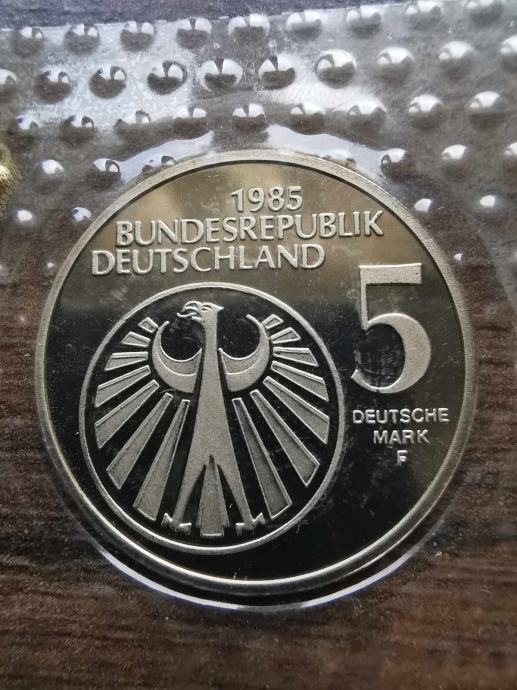 1985
BUNDESREPUBLIK
DEUTSCHLAND
5
DEUTSCHE
MARK
F